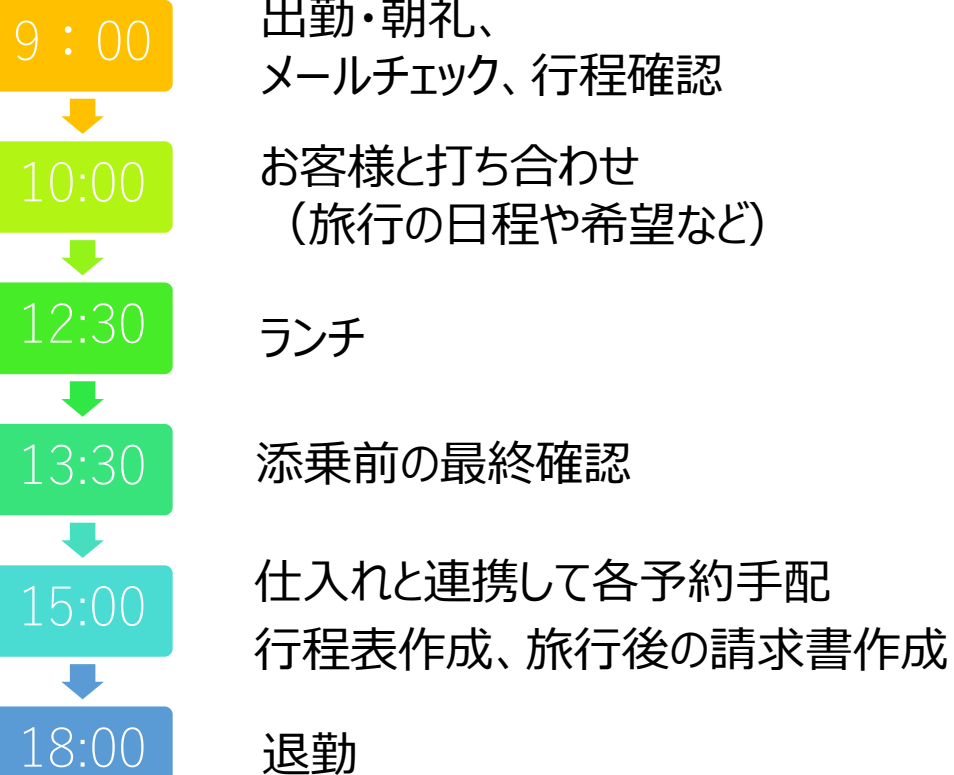 9：00
出勤・朝礼、
メールチェック、行程確認
10:00
お客様と打ち合わせ
（旅行の日程や希望など）
12:30
ランチ
13:30
添乗前の最終確認
15:00
仕入れと連携して各予約手配
行程表作成、旅行後の請求書作成
18:00
退勤